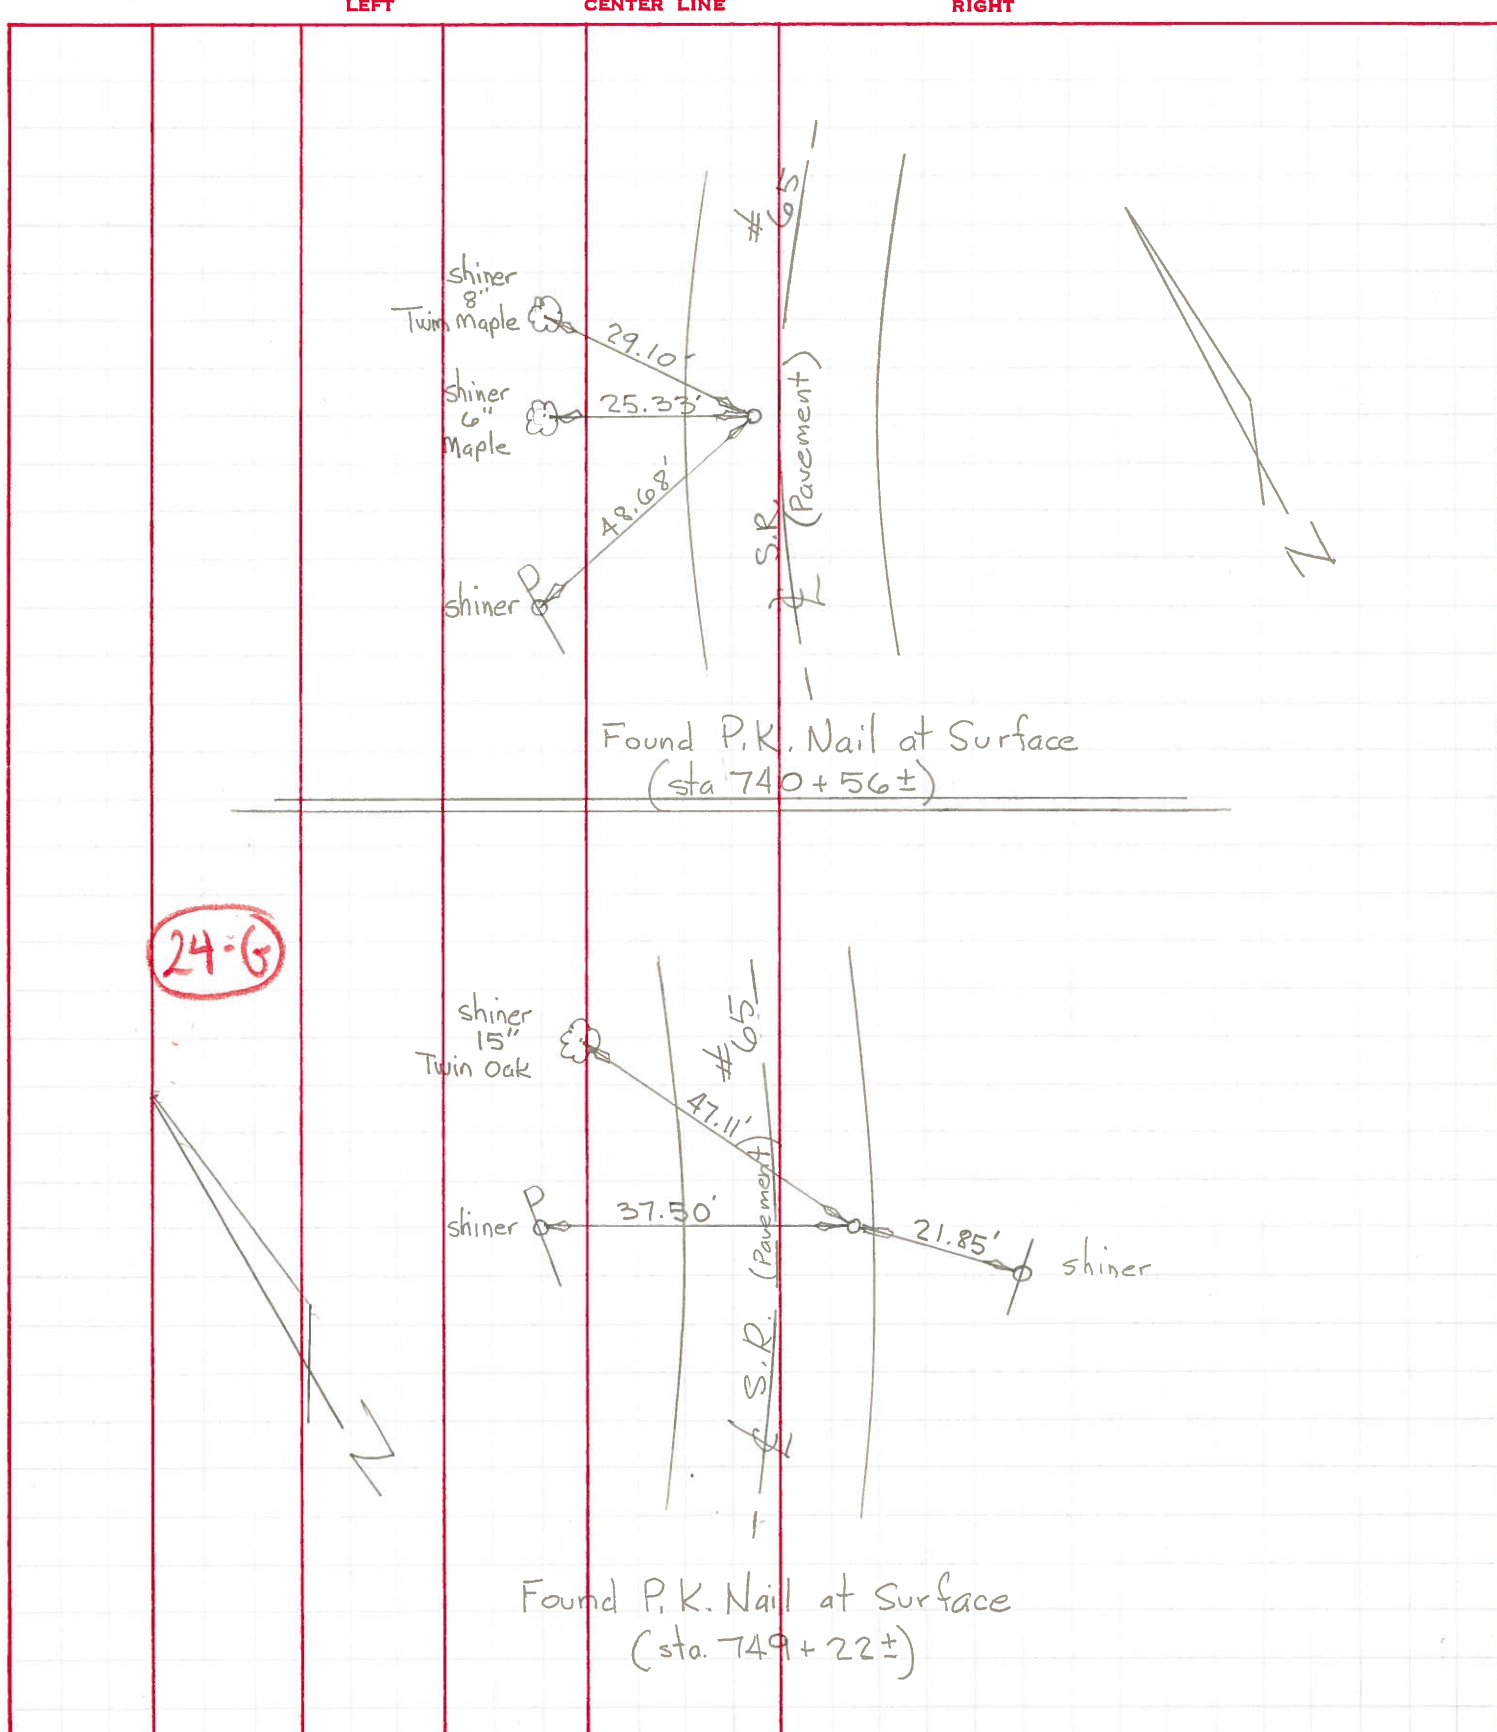 LEFT CENTER LINE RIGHT
# 65
shiner
8"
Twin Maple
29.10'
shiner
6"
Maple
25.33'
(Pavement)
48.68'
S.R.
℄
P
shiner
N
Found P.K. Nail at Surface
(sta 740+56±)
24-G
shiner
15"
Twin Oak
# 65
47.11'
(Pavement)
P
shiner
37.50'
21.85'
shiner
S.R.
℄
N
Found P.K. Nail at Surface
(sta. 749+22±)